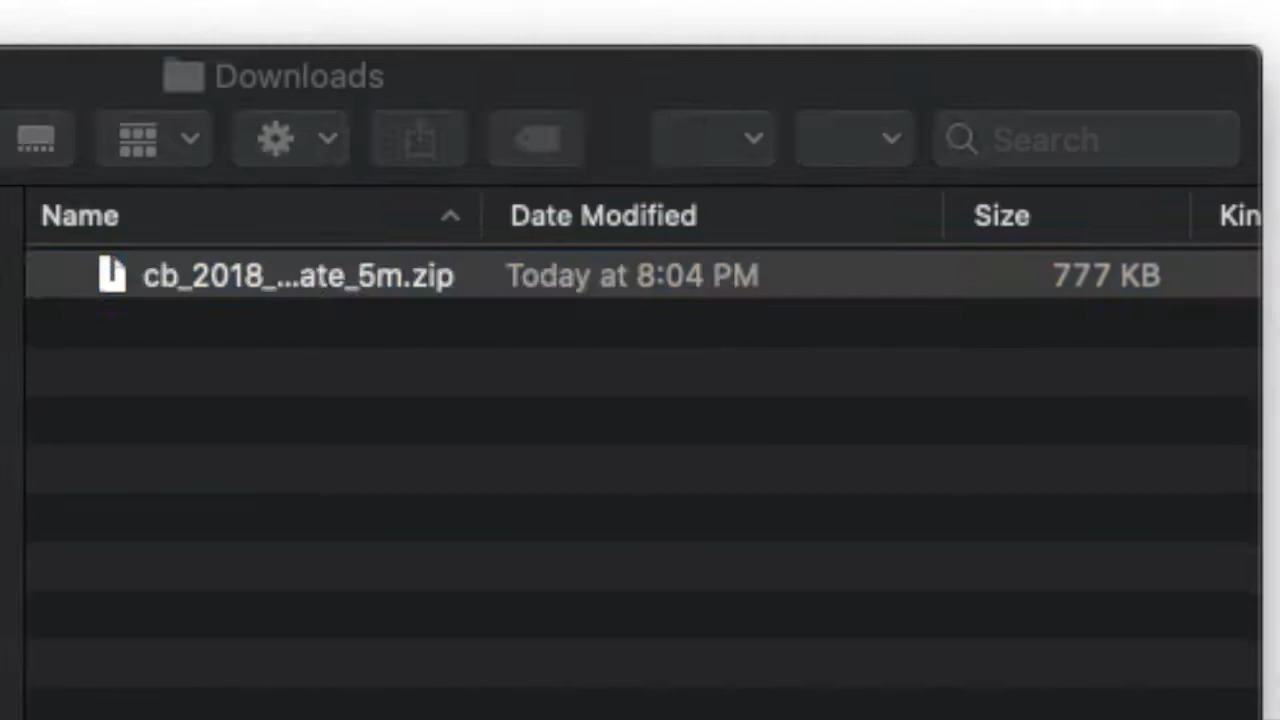 Downloads
Search
Name Date Modified Size Kin
cb_2018_...ate_5m.zip Today at 8:04 PM 777 KB